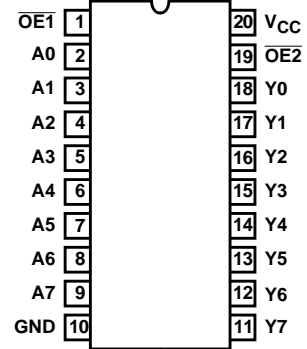 O̅E̅1̅ 1 20 VCC
A0 2 19 O̅E̅2̅
A1 3 18 Y0
A2 4 17 Y1
A3 5 16 Y2
A4 6 15 Y3
A5 7 14 Y4
A6 8 13 Y5
A7 9 12 Y6
GND 10 11 Y7